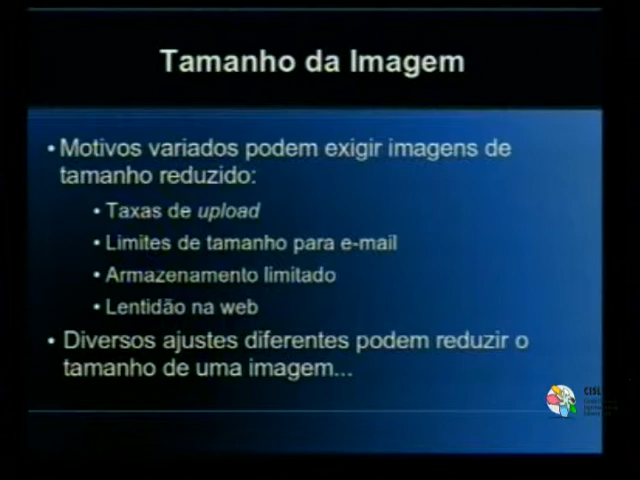 Tamanho da Imagem
• Motivos variados podem exigir imagens de
tamanho reduzido:
• Taxas de upload
• Limites de tamanho para e-mail
• Armazenamento limitado
• Lentidão na web
• Diversos ajustes diferentes podem reduzir o
tamanho de uma imagem...